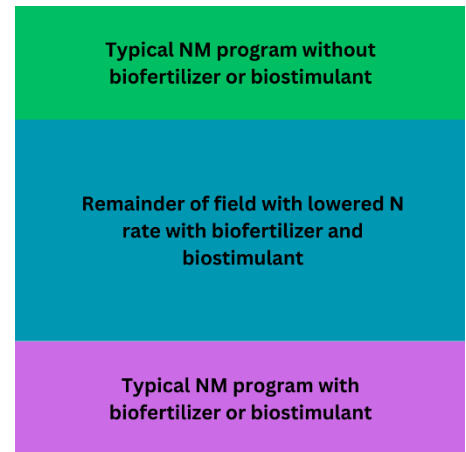 Typical NM program without
biofertilizer or biostimulant
Remainder of field with lowered N
rate with biofertilizer and
biostimulant
Typical NM program with
biofertilizer or biostimulant